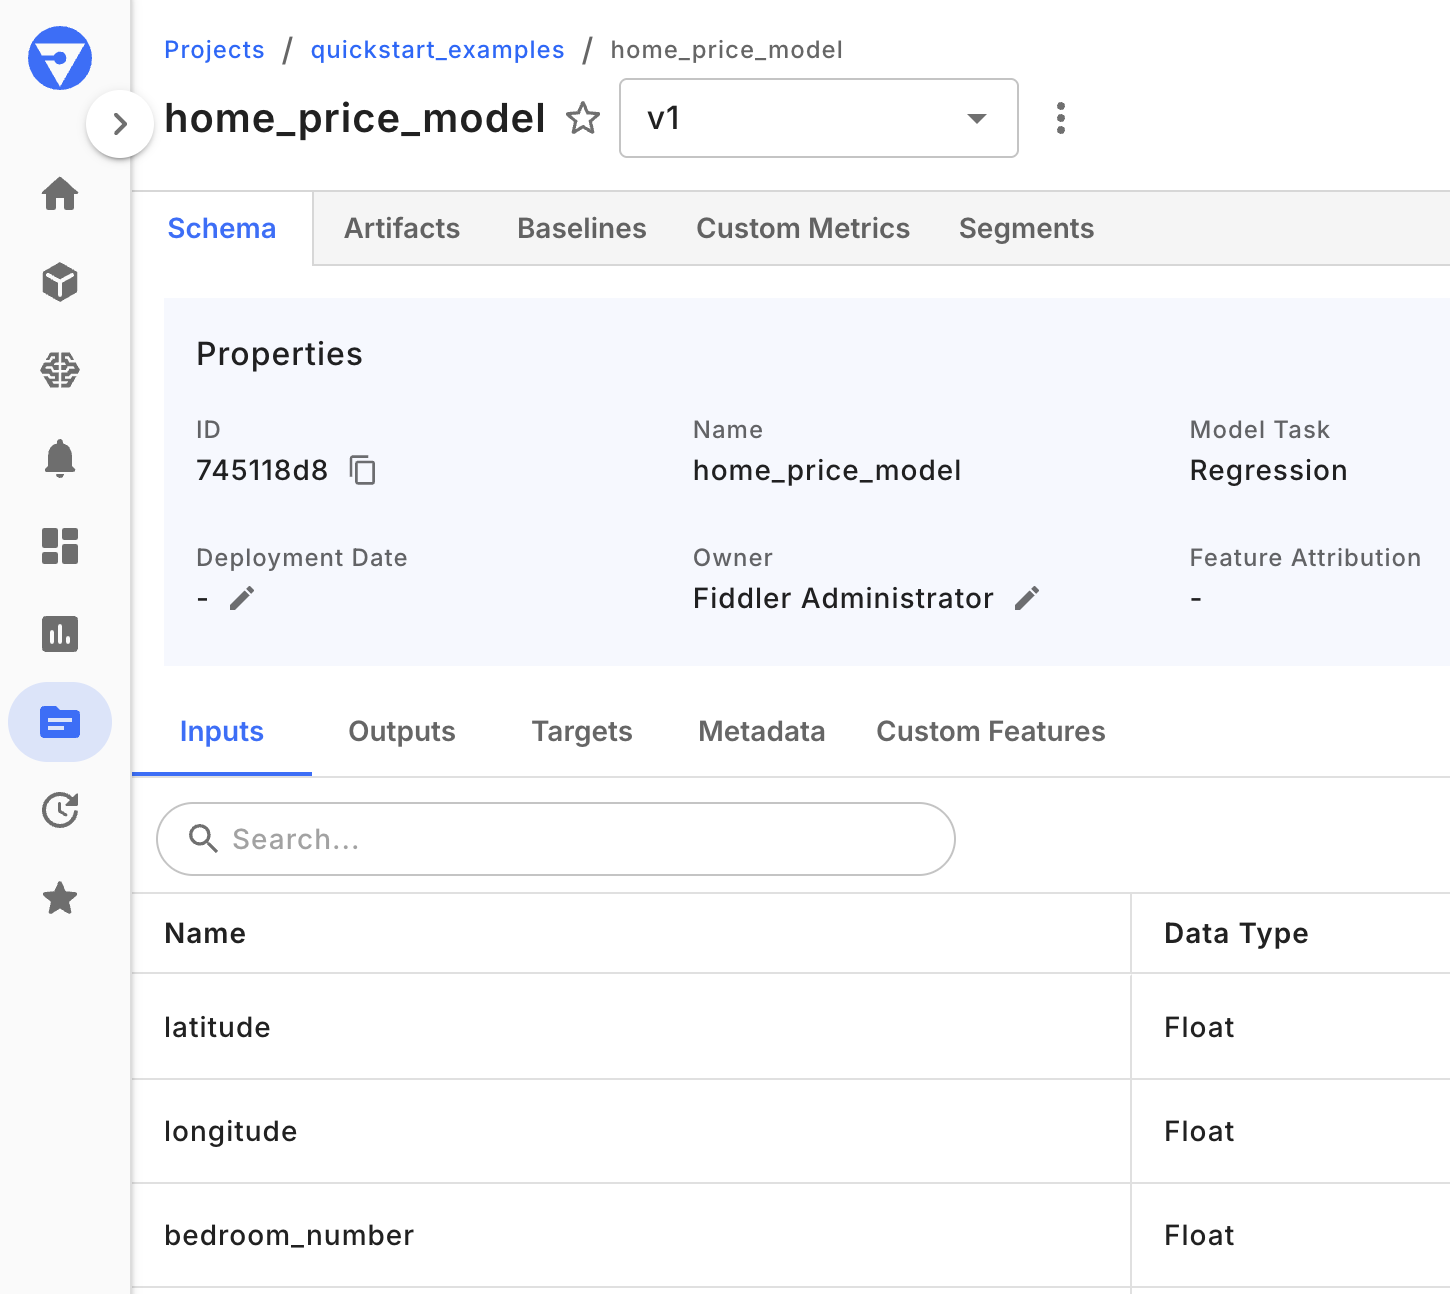 Projects / quickstart_examples / home_price_model
home_price_model v1
Schema Artifacts Baselines Custom Metrics Segments
Properties
ID Name Model Task
745118d8 home_price_model Regression
Deployment Date Owner Feature Attribution
- Fiddler Administrator -
Inputs Outputs Targets Metadata Custom Features
Search...
Name Data Type
latitude Float
longitude Float
bedroom_number Float